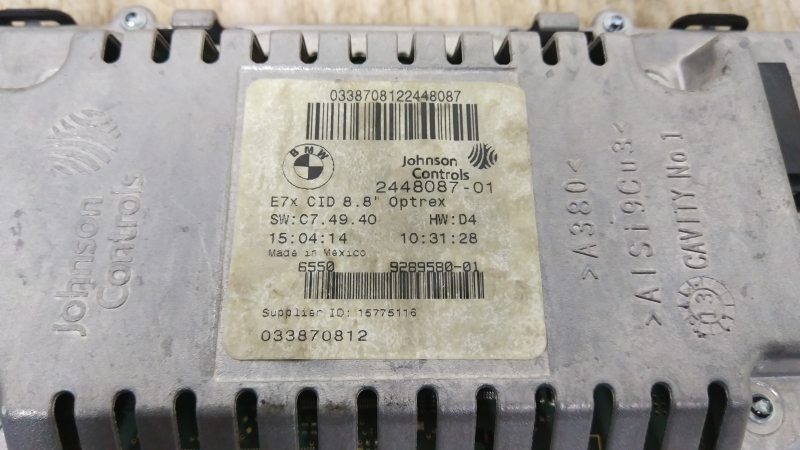 0338708122448087
BMW
Johnson
Controls
2448087-01
E7x CID 8.8' Optrex
SW:C7.49.40 HW:D4
15:04:14 10:31:28
Made in Mexico
6550 9289580-01
Supplier ID: 15775116
033870812
Johnson
Controls
>A380<
>AlSi9Cu3<
CAVITY No1
13